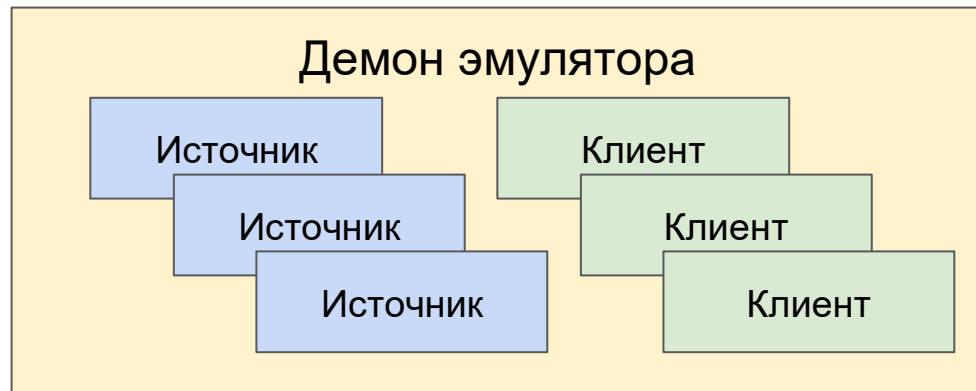 Демон эмулятора
Источник
Клиент
Источник
Клиент
Источник
Клиент